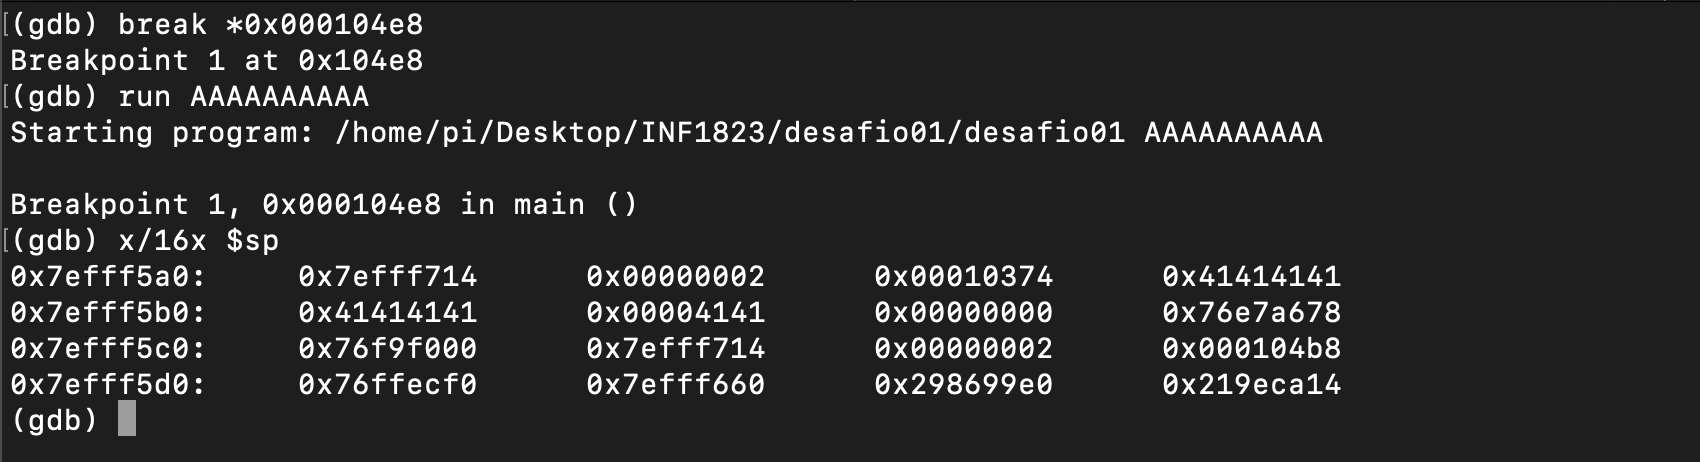 [(gdb) break *0x000104e8
Breakpoint 1 at 0x104e8
[(gdb) run AAAAAAAAAA
Starting program: /home/pi/Desktop/INF1823/desafio01/desafio01 AAAAAAAAAA
Breakpoint 1, 0x000104e8 in main ()
[(gdb) x/16x $sp
0x7efff5a0: 0x7efff714 0x00000002 0x00010374 0x41414141
0x7efff5b0: 0x41414141 0x00004141 0x00000000 0x76e7a678
0x7efff5c0: 0x76f9f000 0x7efff714 0x00000002 0x000104b8
0x7efff5d0: 0x76ffecf0 0x7efff660 0x298699e0 0x219eca14
(gdb)